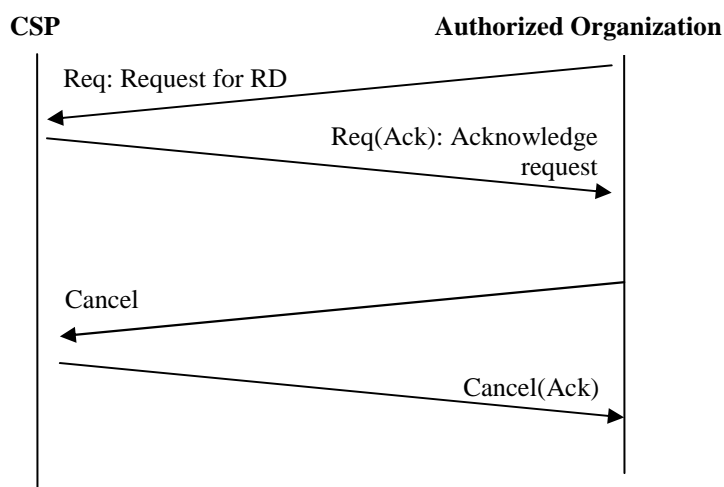 CSP
Authorized Organization
Req: Request for RD
Req(Ack): Acknowledge
request
Cancel
Cancel(Ack)